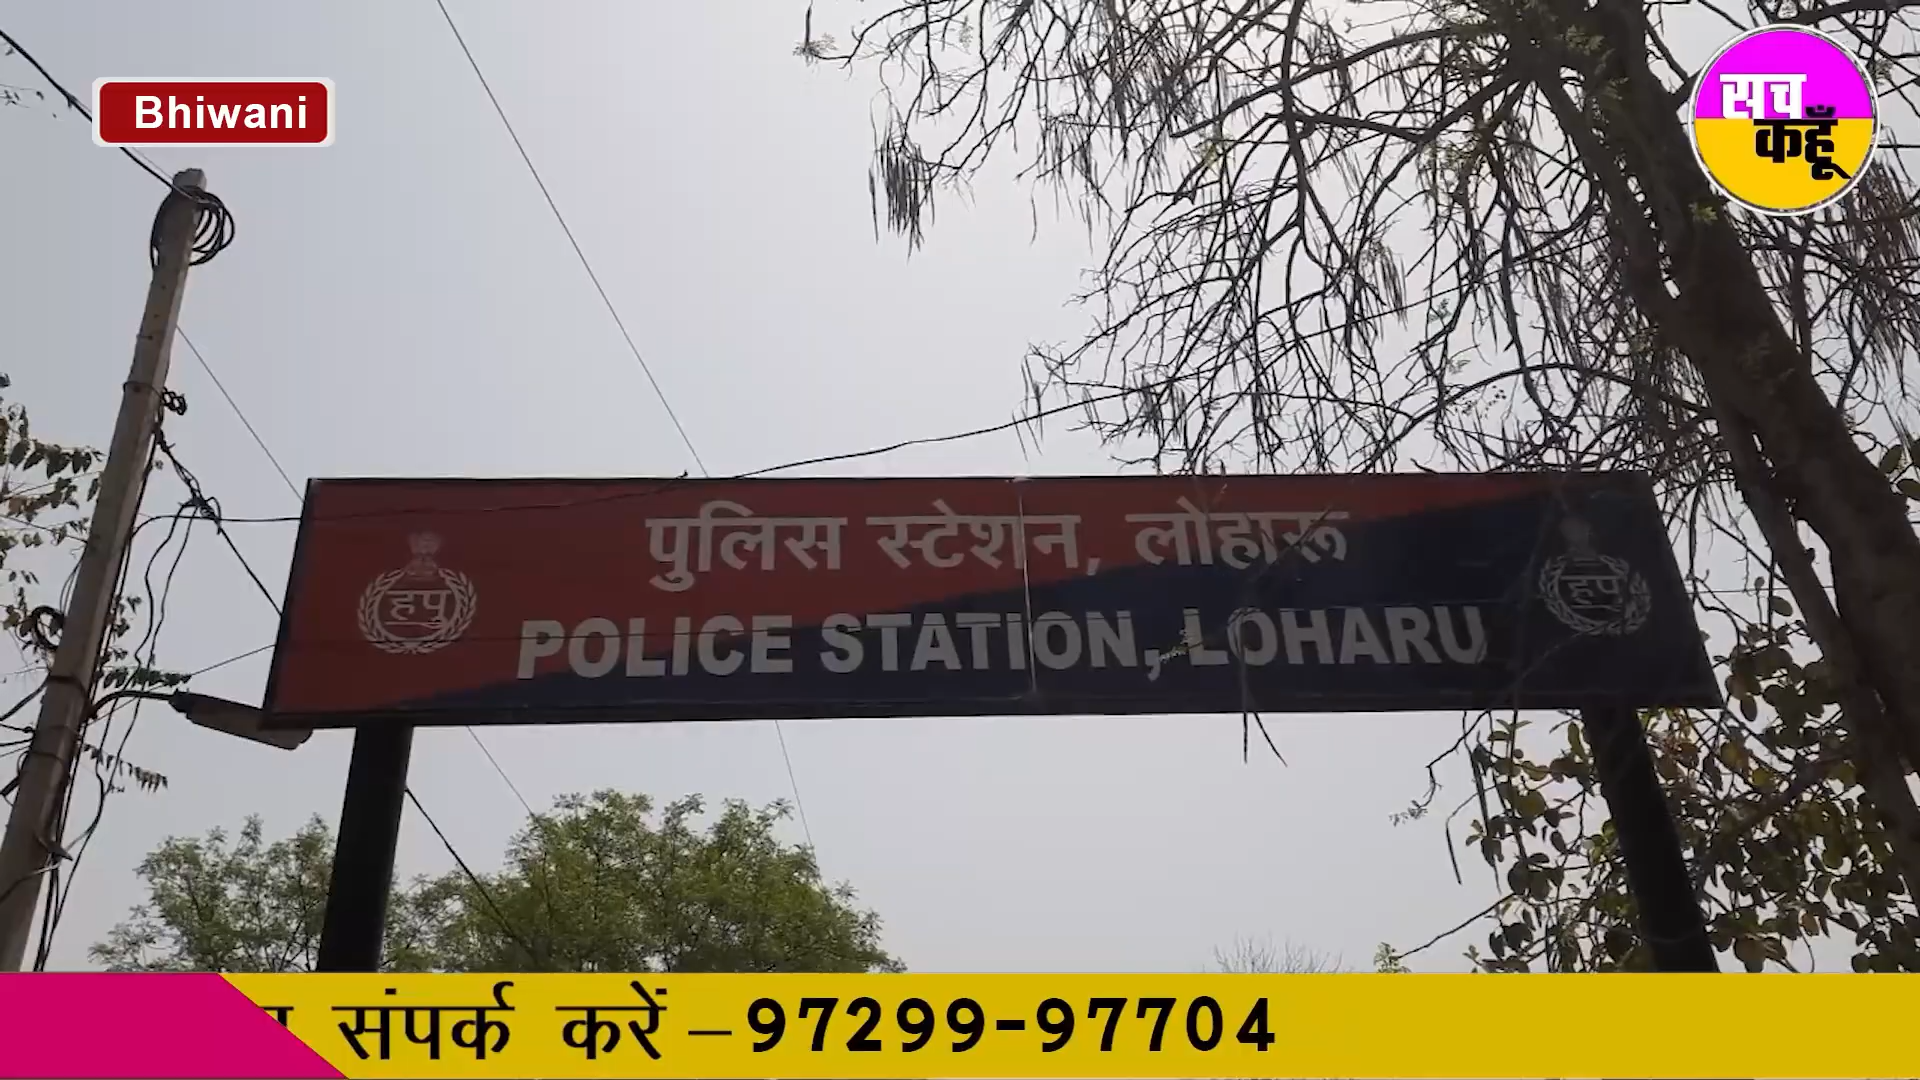 Bhiwani
सच
कहूँ
पुलिस स्टेशन, लोहारू
हपु
हपु
POLICE STATION, LOHARU
संपर्क करें –97299-97704